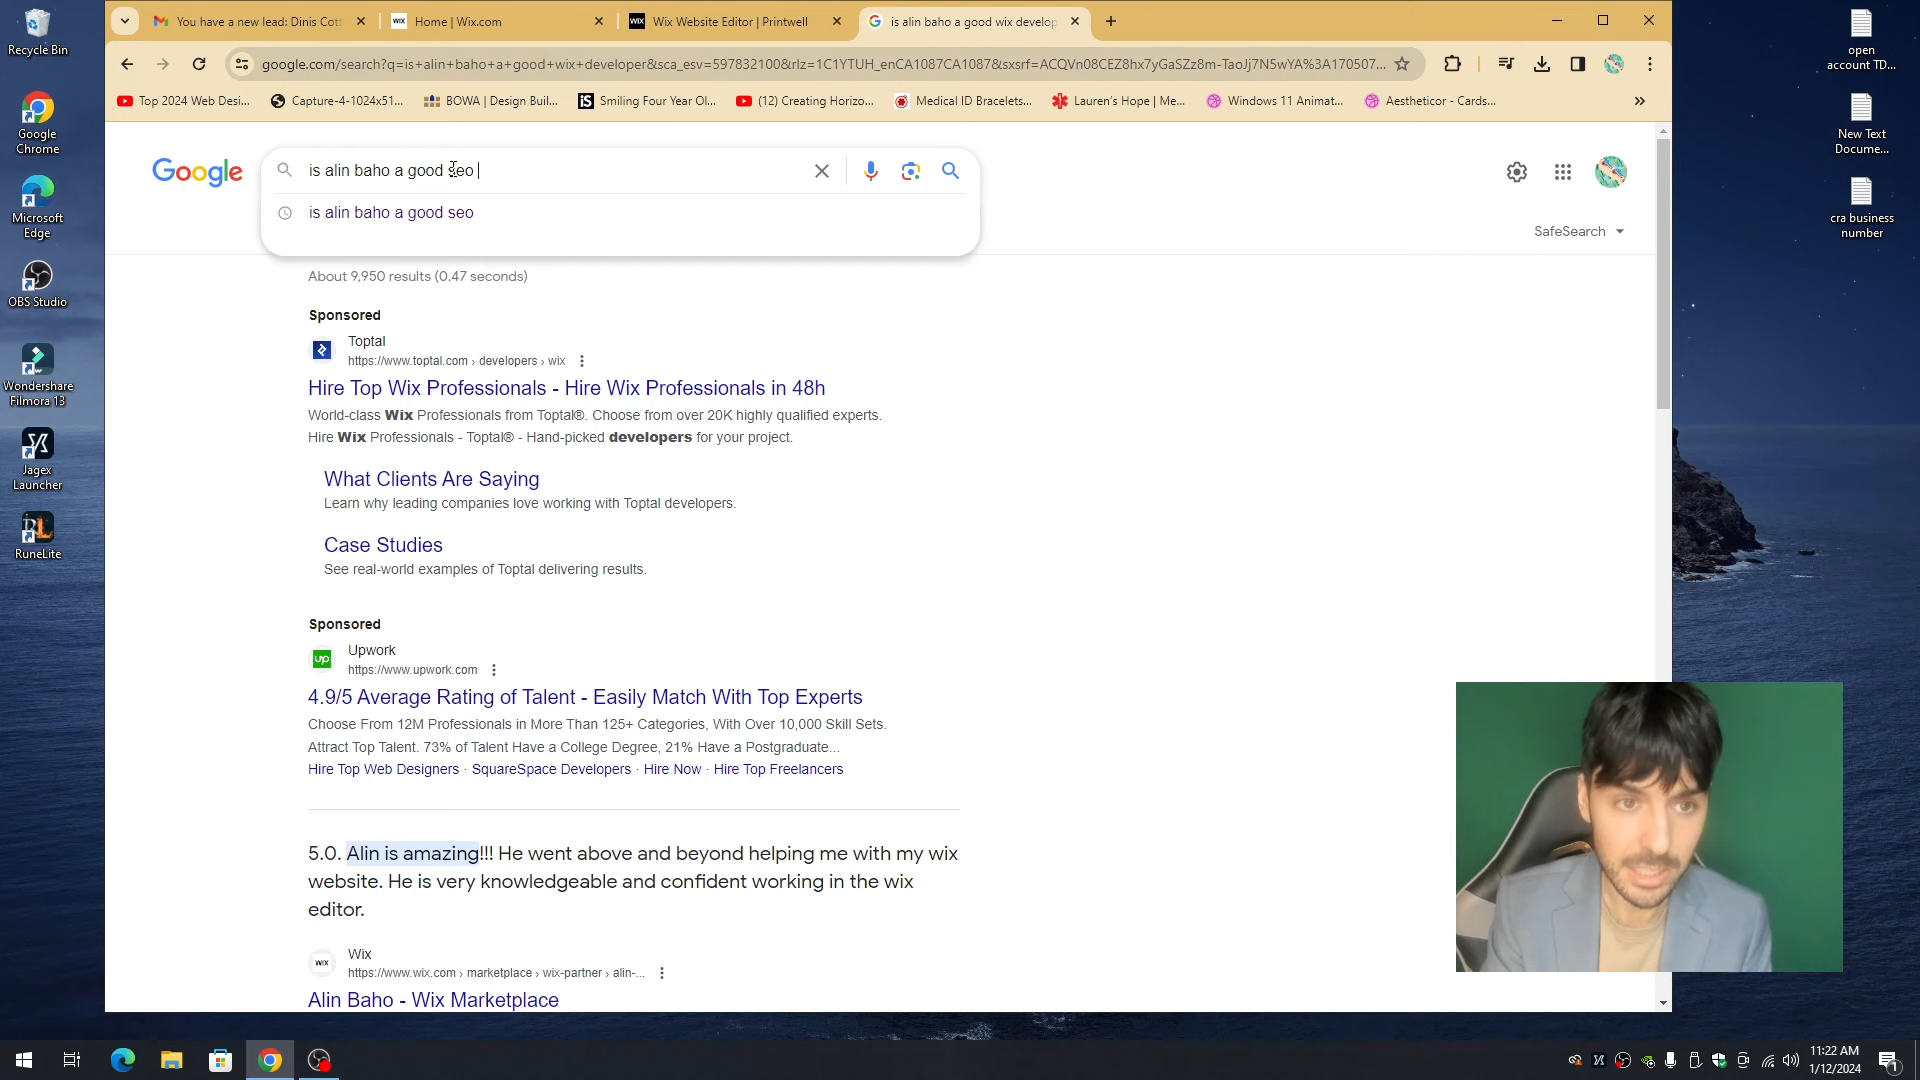 Recycle Bin
Google Chrome
Microsoft Edge
OBS Studio
Wondershare Filmora 13
Jagex Launcher
RuneLite
You have a new lead: Dinis Cott
Home | Wix.com
Wix Website Editor | Printwell
is alin baho a good wix develop
google.com/search?q=is+alin+baho+a+good+wix+developer&sca_esv=597832100&rlz=1C1YTUH_enCA1087CA1087&sxsrf=ACQVn08CEZ8hx7yGaSZz8m-TaoJj7N5wYA%3A170507...
Top 2024 Web Desi...
Capture-4-1024x51...
BOWA | Design Buil...
Smiling Four Year Ol...
(12) Creating Horizo...
Medical ID Bracelets...
Lauren's Hope | Me...
Windows 11 Animat...
Aestheticor - Cards...
Google
is alin baho a good seo
is alin baho a good seo
SafeSearch
About 9,950 results (0.47 seconds)
Sponsored
Toptal
https://www.toptal.com › developers › wix
Hire Top Wix Professionals - Hire Wix Professionals in 48h
World-class Wix Professionals from Toptal®. Choose from over 20K highly qualified experts.
Hire Wix Professionals - Toptal® - Hand-picked developers for your project.
What Clients Are Saying
Learn why leading companies love working with Toptal developers.
Case Studies
See real-world examples of Toptal delivering results.
Sponsored
Upwork
https://www.upwork.com
4.9/5 Average Rating of Talent - Easily Match With Top Experts
Choose From 12M Professionals in More Than 125+ Categories, With Over 10,000 Skill Sets.
Attract Top Talent. 73% of Talent Have a College Degree, 21% Have a Postgraduate...
Hire Top Web Designers · SquareSpace Developers · Hire Now · Hire Top Freelancers
5.0. Alin is amazing!!! He went above and beyond helping me with my wix
website. He is very knowledgeable and confident working in the wix
editor.
WIX
Wix
https://www.wix.com › marketplace › wix-partner › alin-...
Alin Baho - Wix Marketplace
open
account TD...
New Text
Docume...
cra business
number
11:22 AM
1/12/2024